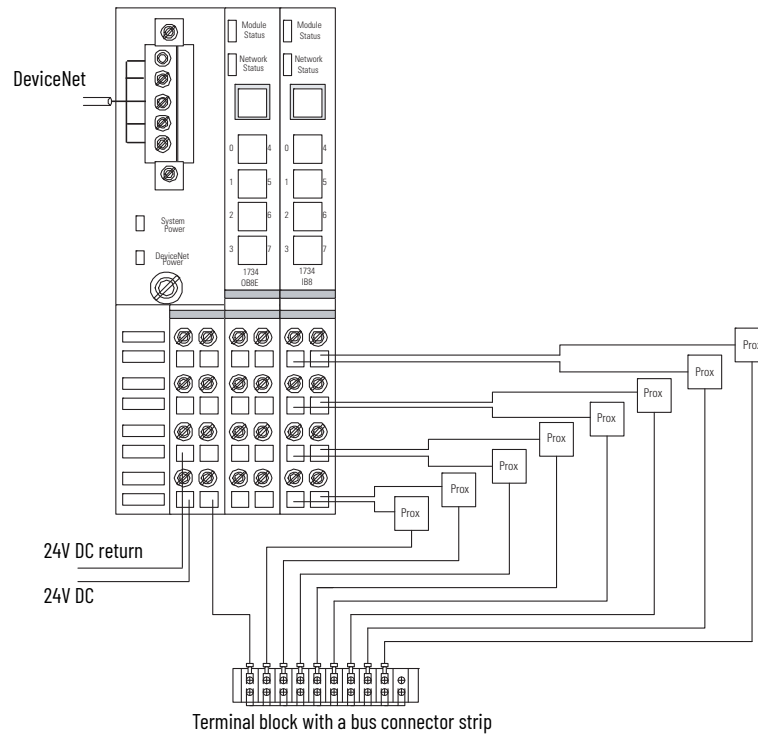 Module
Status
Module
Status
Network
Status
Network
Status
DeviceNet
0 4 0 4
1 5 1 5
2 6 2 6
3 7 3 7
System
Power
DeviceNet
Power
1734
OB8E
1734
IB8
Prox
Prox
Prox
Prox
Prox
Prox
Prox
Prox
24V DC return
24V DC
Terminal block with a bus connector strip